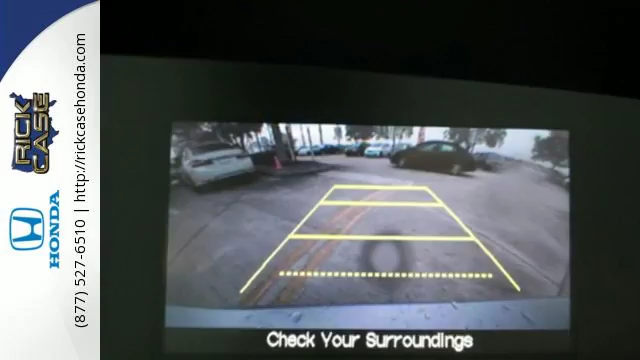 RICK
CASE
HONDA
(877) 527-6510 | http://rickcasehonda.com
Check Your Surroundings